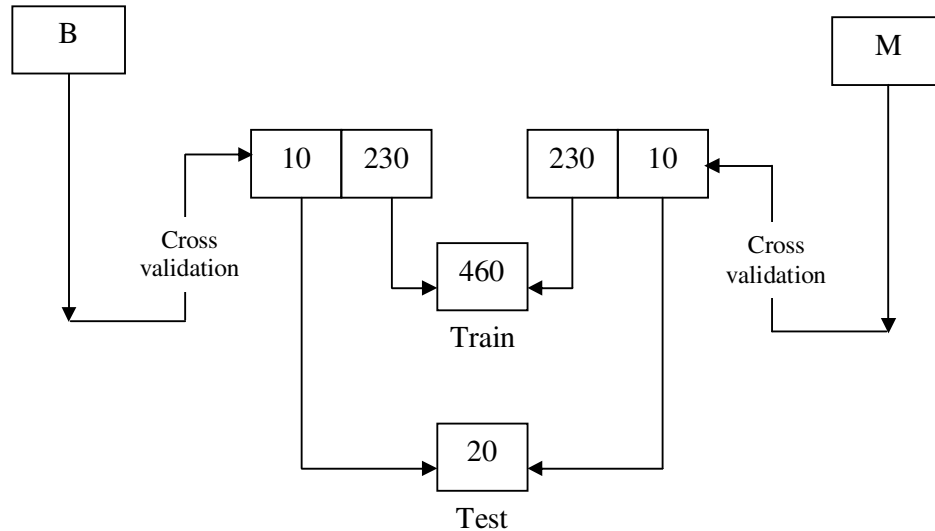 B
M
10 230
230 10
Cross
validation
Cross
validation
460
Train
20
Test